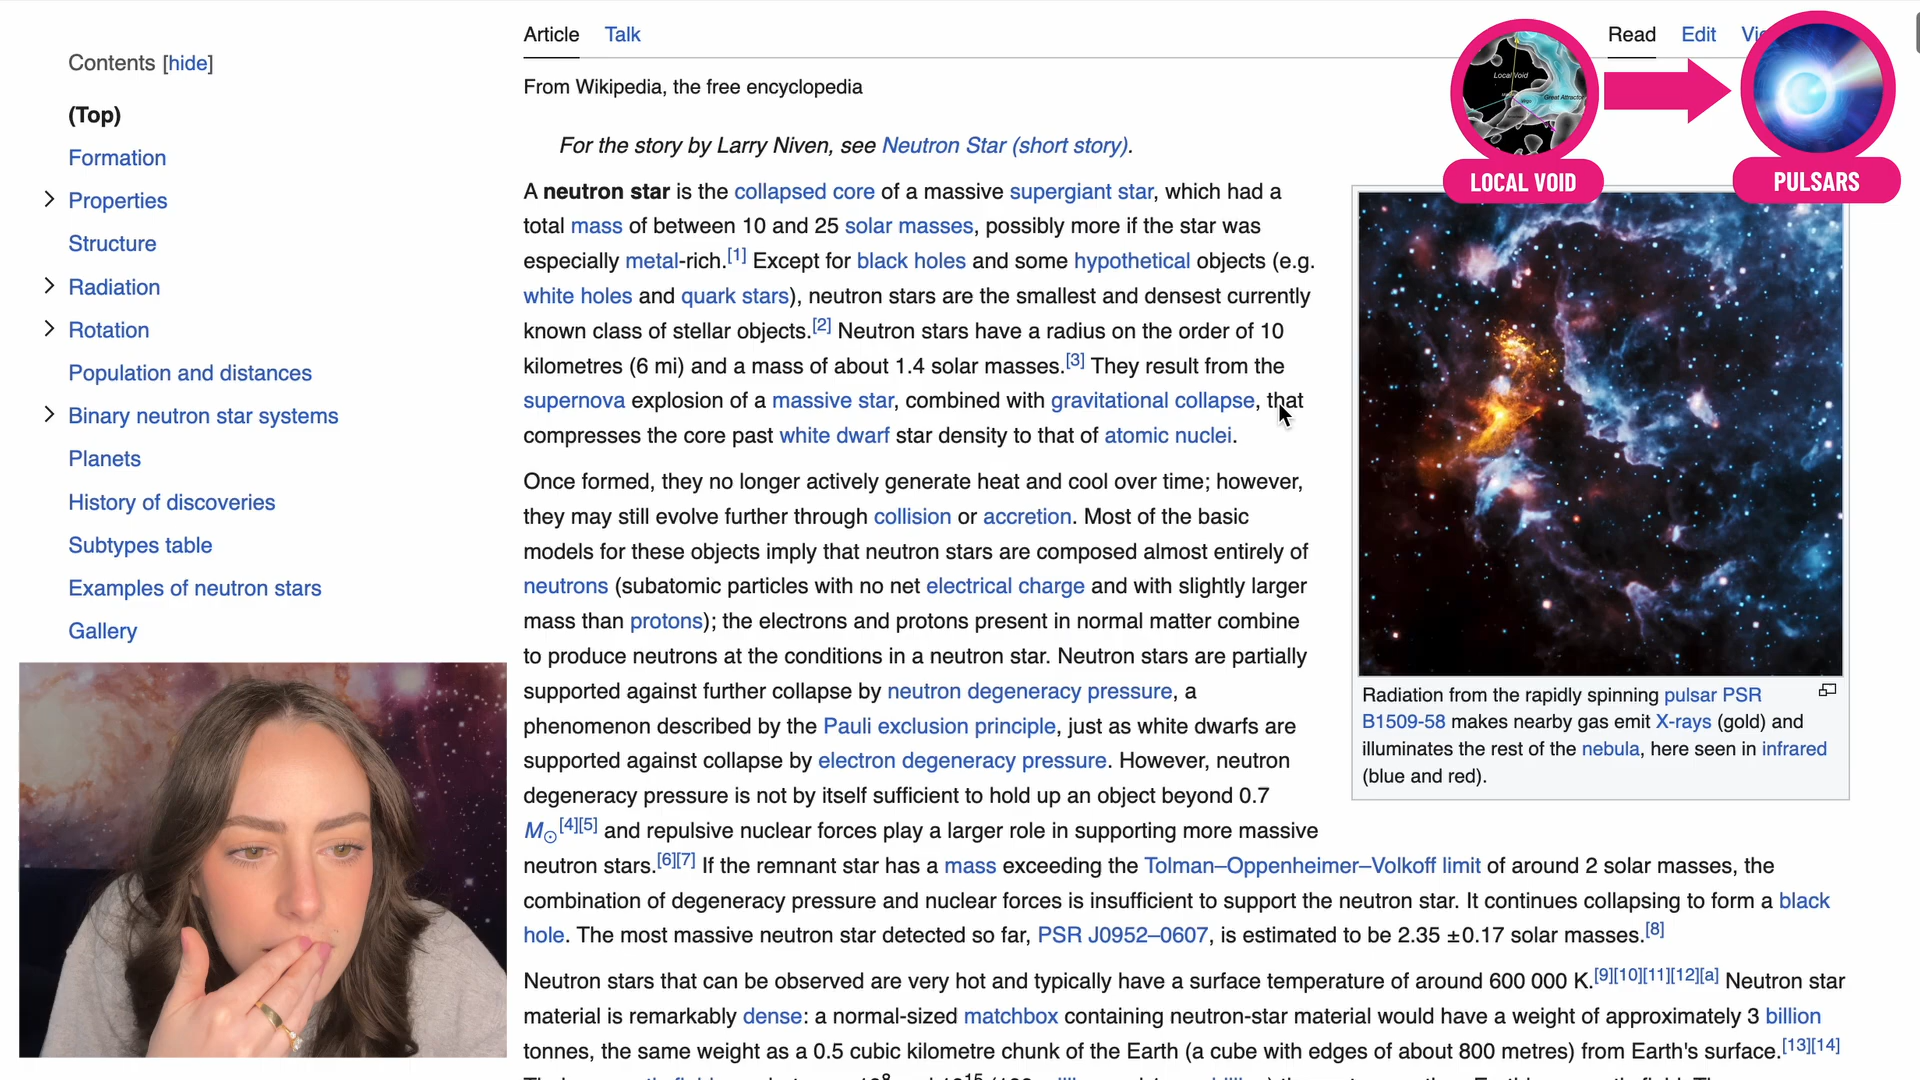 Contents [hide]
(Top)
Formation
Properties
Structure
Radiation
Rotation
Population and distances
Binary neutron star systems
Planets
History of discoveries
Subtypes table
Examples of neutron stars
Gallery
Article Talk
Read Edit
From Wikipedia, the free encyclopedia
For the story by Larry Niven, see Neutron Star (short story).
A neutron star is the collapsed core of a massive supergiant star, which had a
total mass of between 10 and 25 solar masses, possibly more if the star was
especially metal-rich.[1] Except for black holes and some hypothetical objects (e.g.
white holes and quark stars), neutron stars are the smallest and densest currently
known class of stellar objects.[2] Neutron stars have a radius on the order of 10
kilometres (6 mi) and a mass of about 1.4 solar masses.[3] They result from the
supernova explosion of a massive star, combined with gravitational collapse, that
compresses the core past white dwarf star density to that of atomic nuclei.
Once formed, they no longer actively generate heat and cool over time; however,
they may still evolve further through collision or accretion. Most of the basic
models for these objects imply that neutron stars are composed almost entirely of
neutrons (subatomic particles with no net electrical charge and with slightly larger
mass than protons); the electrons and protons present in normal matter combine
to produce neutrons at the conditions in a neutron star. Neutron stars are partially
supported against further collapse by neutron degeneracy pressure, a
phenomenon described by the Pauli exclusion principle, just as white dwarfs are
supported against collapse by electron degeneracy pressure. However, neutron
degeneracy pressure is not by itself sufficient to hold up an object beyond 0.7
M☉[4][5] and repulsive nuclear forces play a larger role in supporting more massive
neutron stars.[6][7] If the remnant star has a mass exceeding the Tolman–Oppenheimer–Volkoff limit of around 2 solar masses, the
combination of degeneracy pressure and nuclear forces is insufficient to support the neutron star. It continues collapsing to form a black
hole. The most massive neutron star detected so far, PSR J0952–0607, is estimated to be 2.35 ±0.17 solar masses.[8]
Neutron stars that can be observed are very hot and typically have a surface temperature of around 600 000 K.[9][10][11][12][a] Neutron star
material is remarkably dense: a normal-sized matchbox containing neutron-star material would have a weight of approximately 3 billion
tonnes, the same weight as a 0.5 cubic kilometre chunk of the Earth (a cube with edges of about 800 metres) from Earth's surface.[13][14]
Local Void
Great Attractor
LOCAL VOID
PULSARS
Radiation from the rapidly spinning pulsar PSR
B1509-58 makes nearby gas emit X-rays (gold) and
illuminates the rest of the nebula, here seen in infrared
(blue and red).